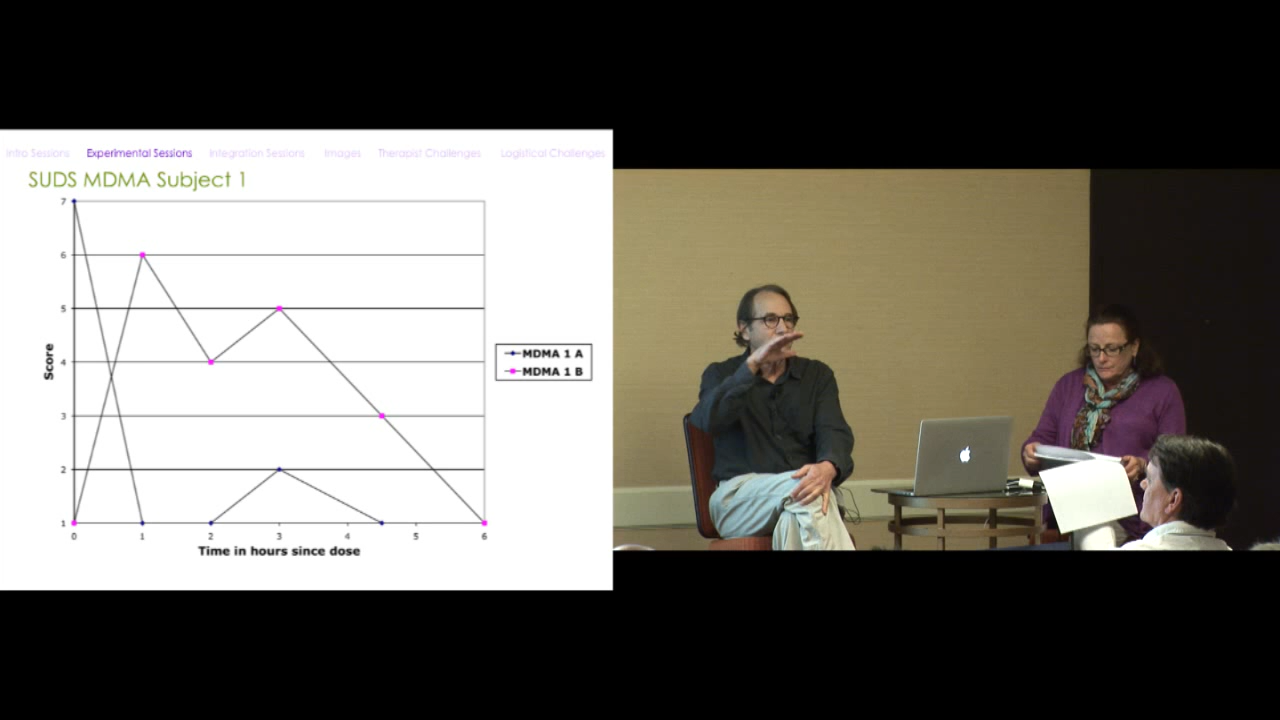 Intro Sessions Experimental Sessions Integration Sessions Images Therapist Challenges Logistical Challenges
SUDS MDMA Subject 1
7
6
5
4
3
2
1
Score
0 1 2 3 4 5 6
Time in hours since dose
MDMA 1 A
MDMA 1 B